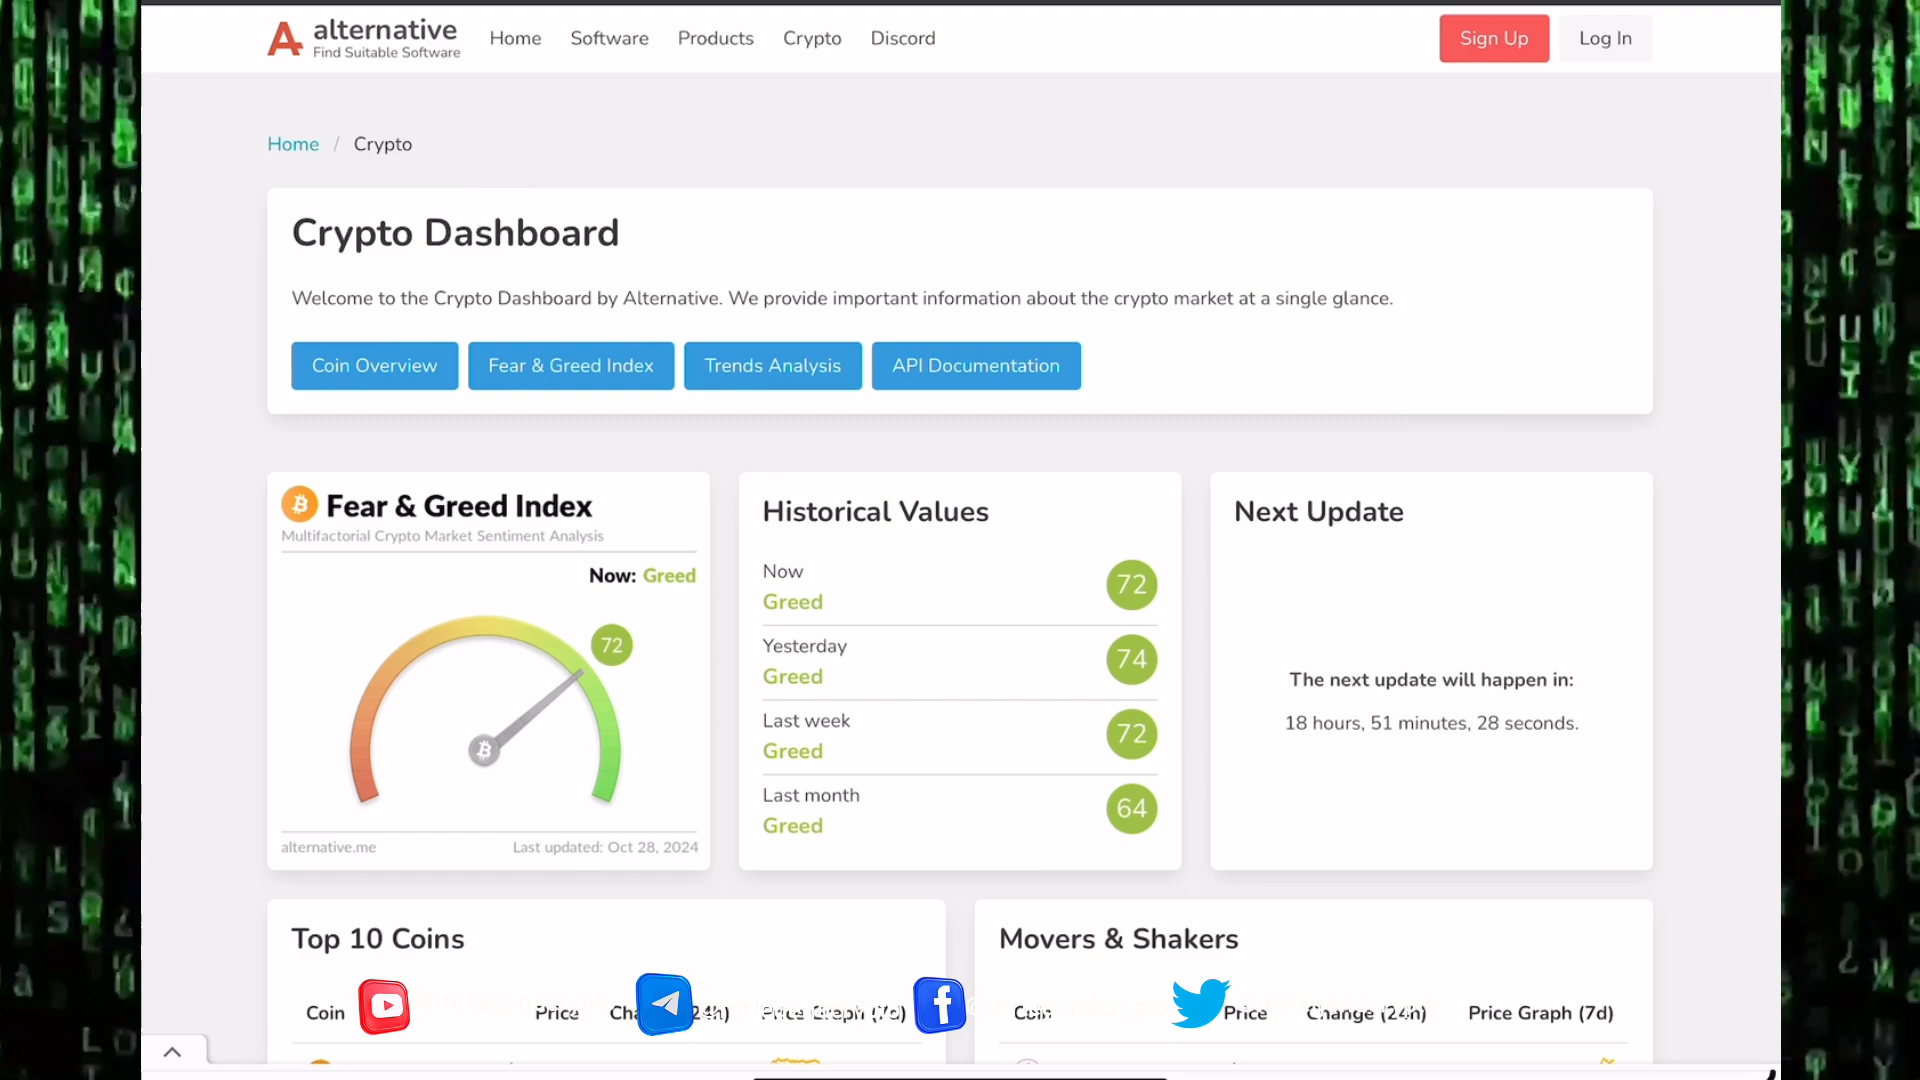 alternative
Find Suitable Software
Home Software Products Crypto Discord
Sign Up Log In
Home / Crypto
Crypto Dashboard
Welcome to the Crypto Dashboard by Alternative. We provide important information about the crypto market at a single glance.
Coin Overview Fear & Greed Index Trends Analysis API Documentation
Fear & Greed Index
Multifactorial Crypto Market Sentiment Analysis
Now: Greed
72
alternative.me Last updated: Oct 28, 2024
Historical Values
Now
Greed
72
Yesterday
Greed
74
Last week
Greed
72
Last month
Greed
64
Next Update
The next update will happen in:
18 hours, 51 minutes, 28 seconds.
Top 10 Coins
Coin Price
Movers & Shakers
Coin Price Change (24h) Price Graph (7d)